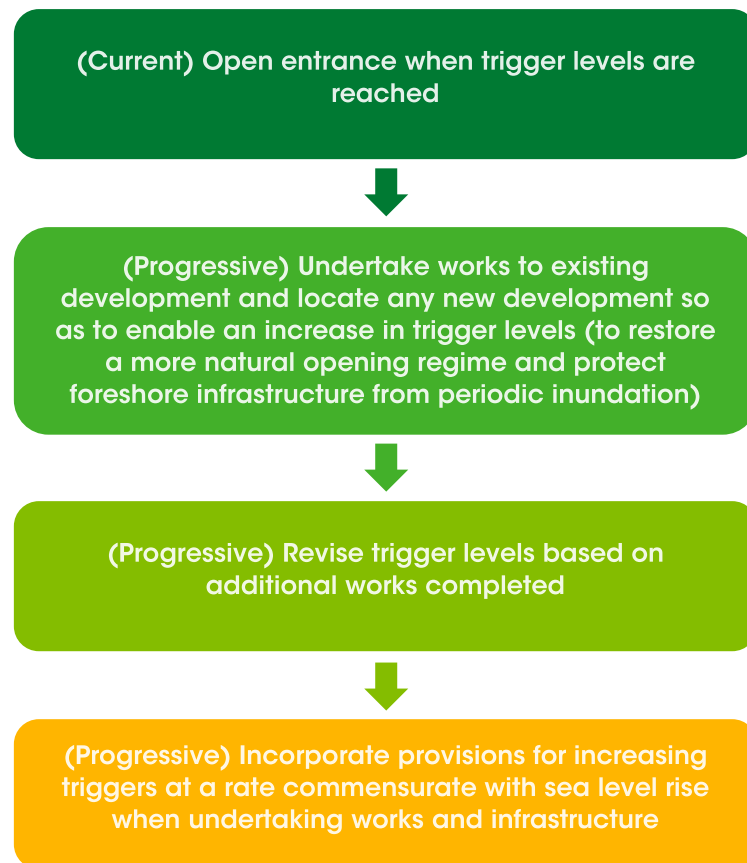 (Current) Open entrance when trigger levels are
reached
(Progressive) Undertake works to existing
development and locate any new development so
as to enable an increase in trigger levels (to restore
a more natural opening regime and protect
foreshore infrastructure from periodic inundation)
(Progressive) Revise trigger levels based on
additional works completed
(Progressive) Incorporate provisions for increasing
triggers at a rate commensurate with sea level rise
when undertaking works and infrastructure